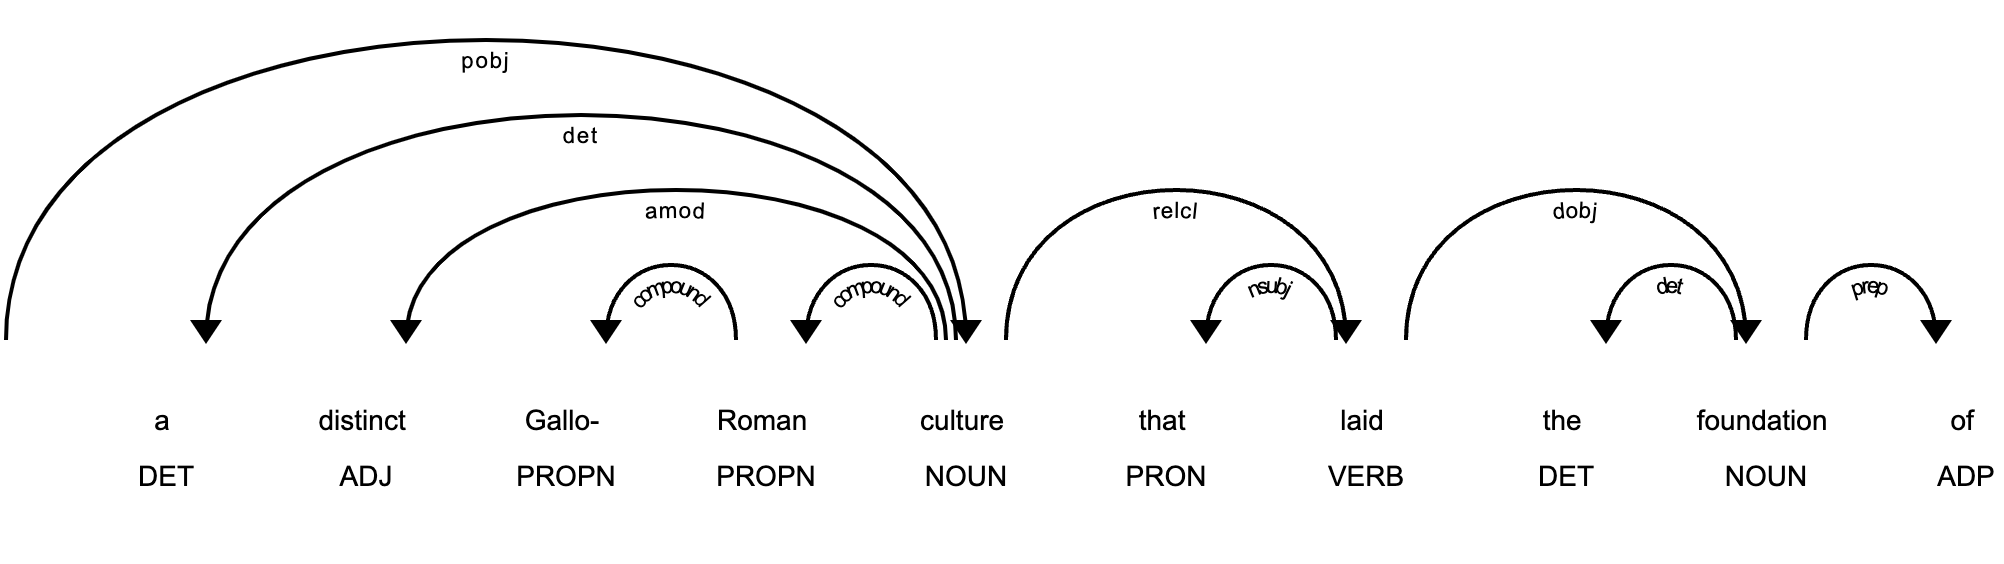 pobj
det
amod
relcl
dobj
compound compound nsubj det prep
a distinct Gallo- Roman culture that laid the foundation of
DET ADJ PROPN PROPN NOUN PRON VERB DET NOUN ADP